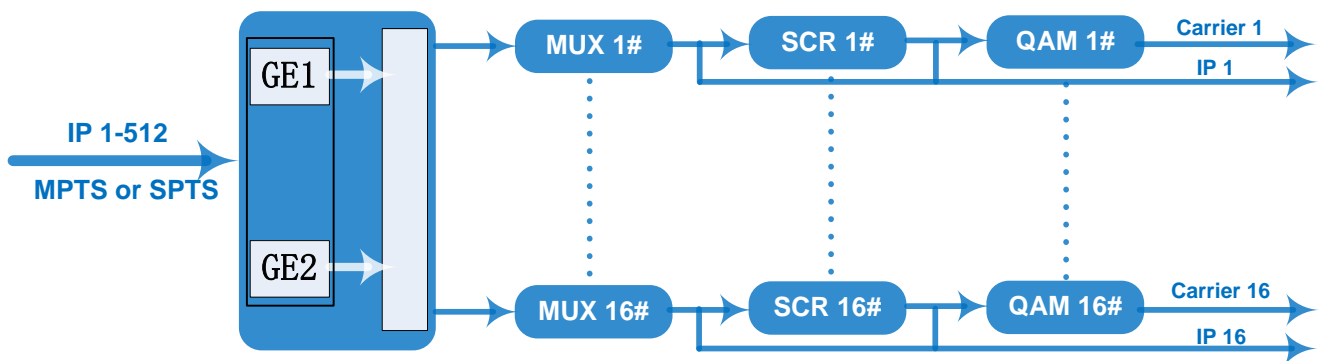 MUX 1#
SCR 1#
QAM 1#
Carrier 1
IP 1
GE1
IP 1-512
MPTS or SPTS
GE2
MUX 16#
SCR 16#
QAM 16#
Carrier 16
IP 16